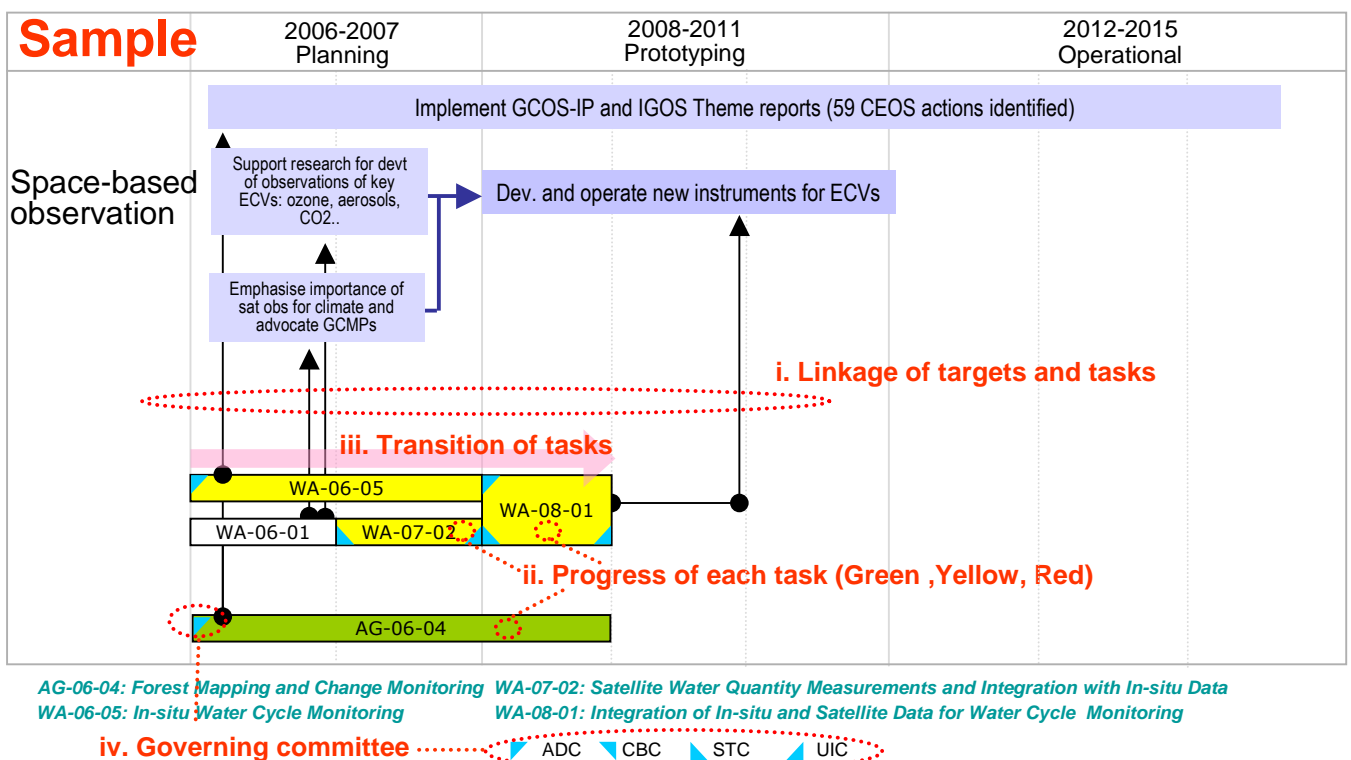 Sample
2006-2007
Planning
2008-2011
Prototyping
2012-2015
Operational
Implement GCOS-IP and IGOS Theme reports (59 CEOS actions identified)
Space-based
observation
Support research for devt
of observations of key
ECVs: ozone, aerosols,
CO2..
Dev. and operate new instruments for ECVs
Emphasise importance of
sat obs for climate and
advocate GCMPs
i. Linkage of targets and tasks
iii. Transition of tasks
WA-06-05
WA-08-01
WA-06-01
WA-07-02
ii. Progress of each task (Green ,Yellow, Red)
AG-06-04
AG-06-04: Forest Mapping and Change Monitoring
WA-07-02: Satellite Water Quantity Measurements and Integration with In-situ Data
WA-06-05: In-situ Water Cycle Monitoring
WA-08-01: Integration of In-situ and Satellite Data for Water Cycle Monitoring
iv. Governing committee
ADC
CBC
STC
UIC